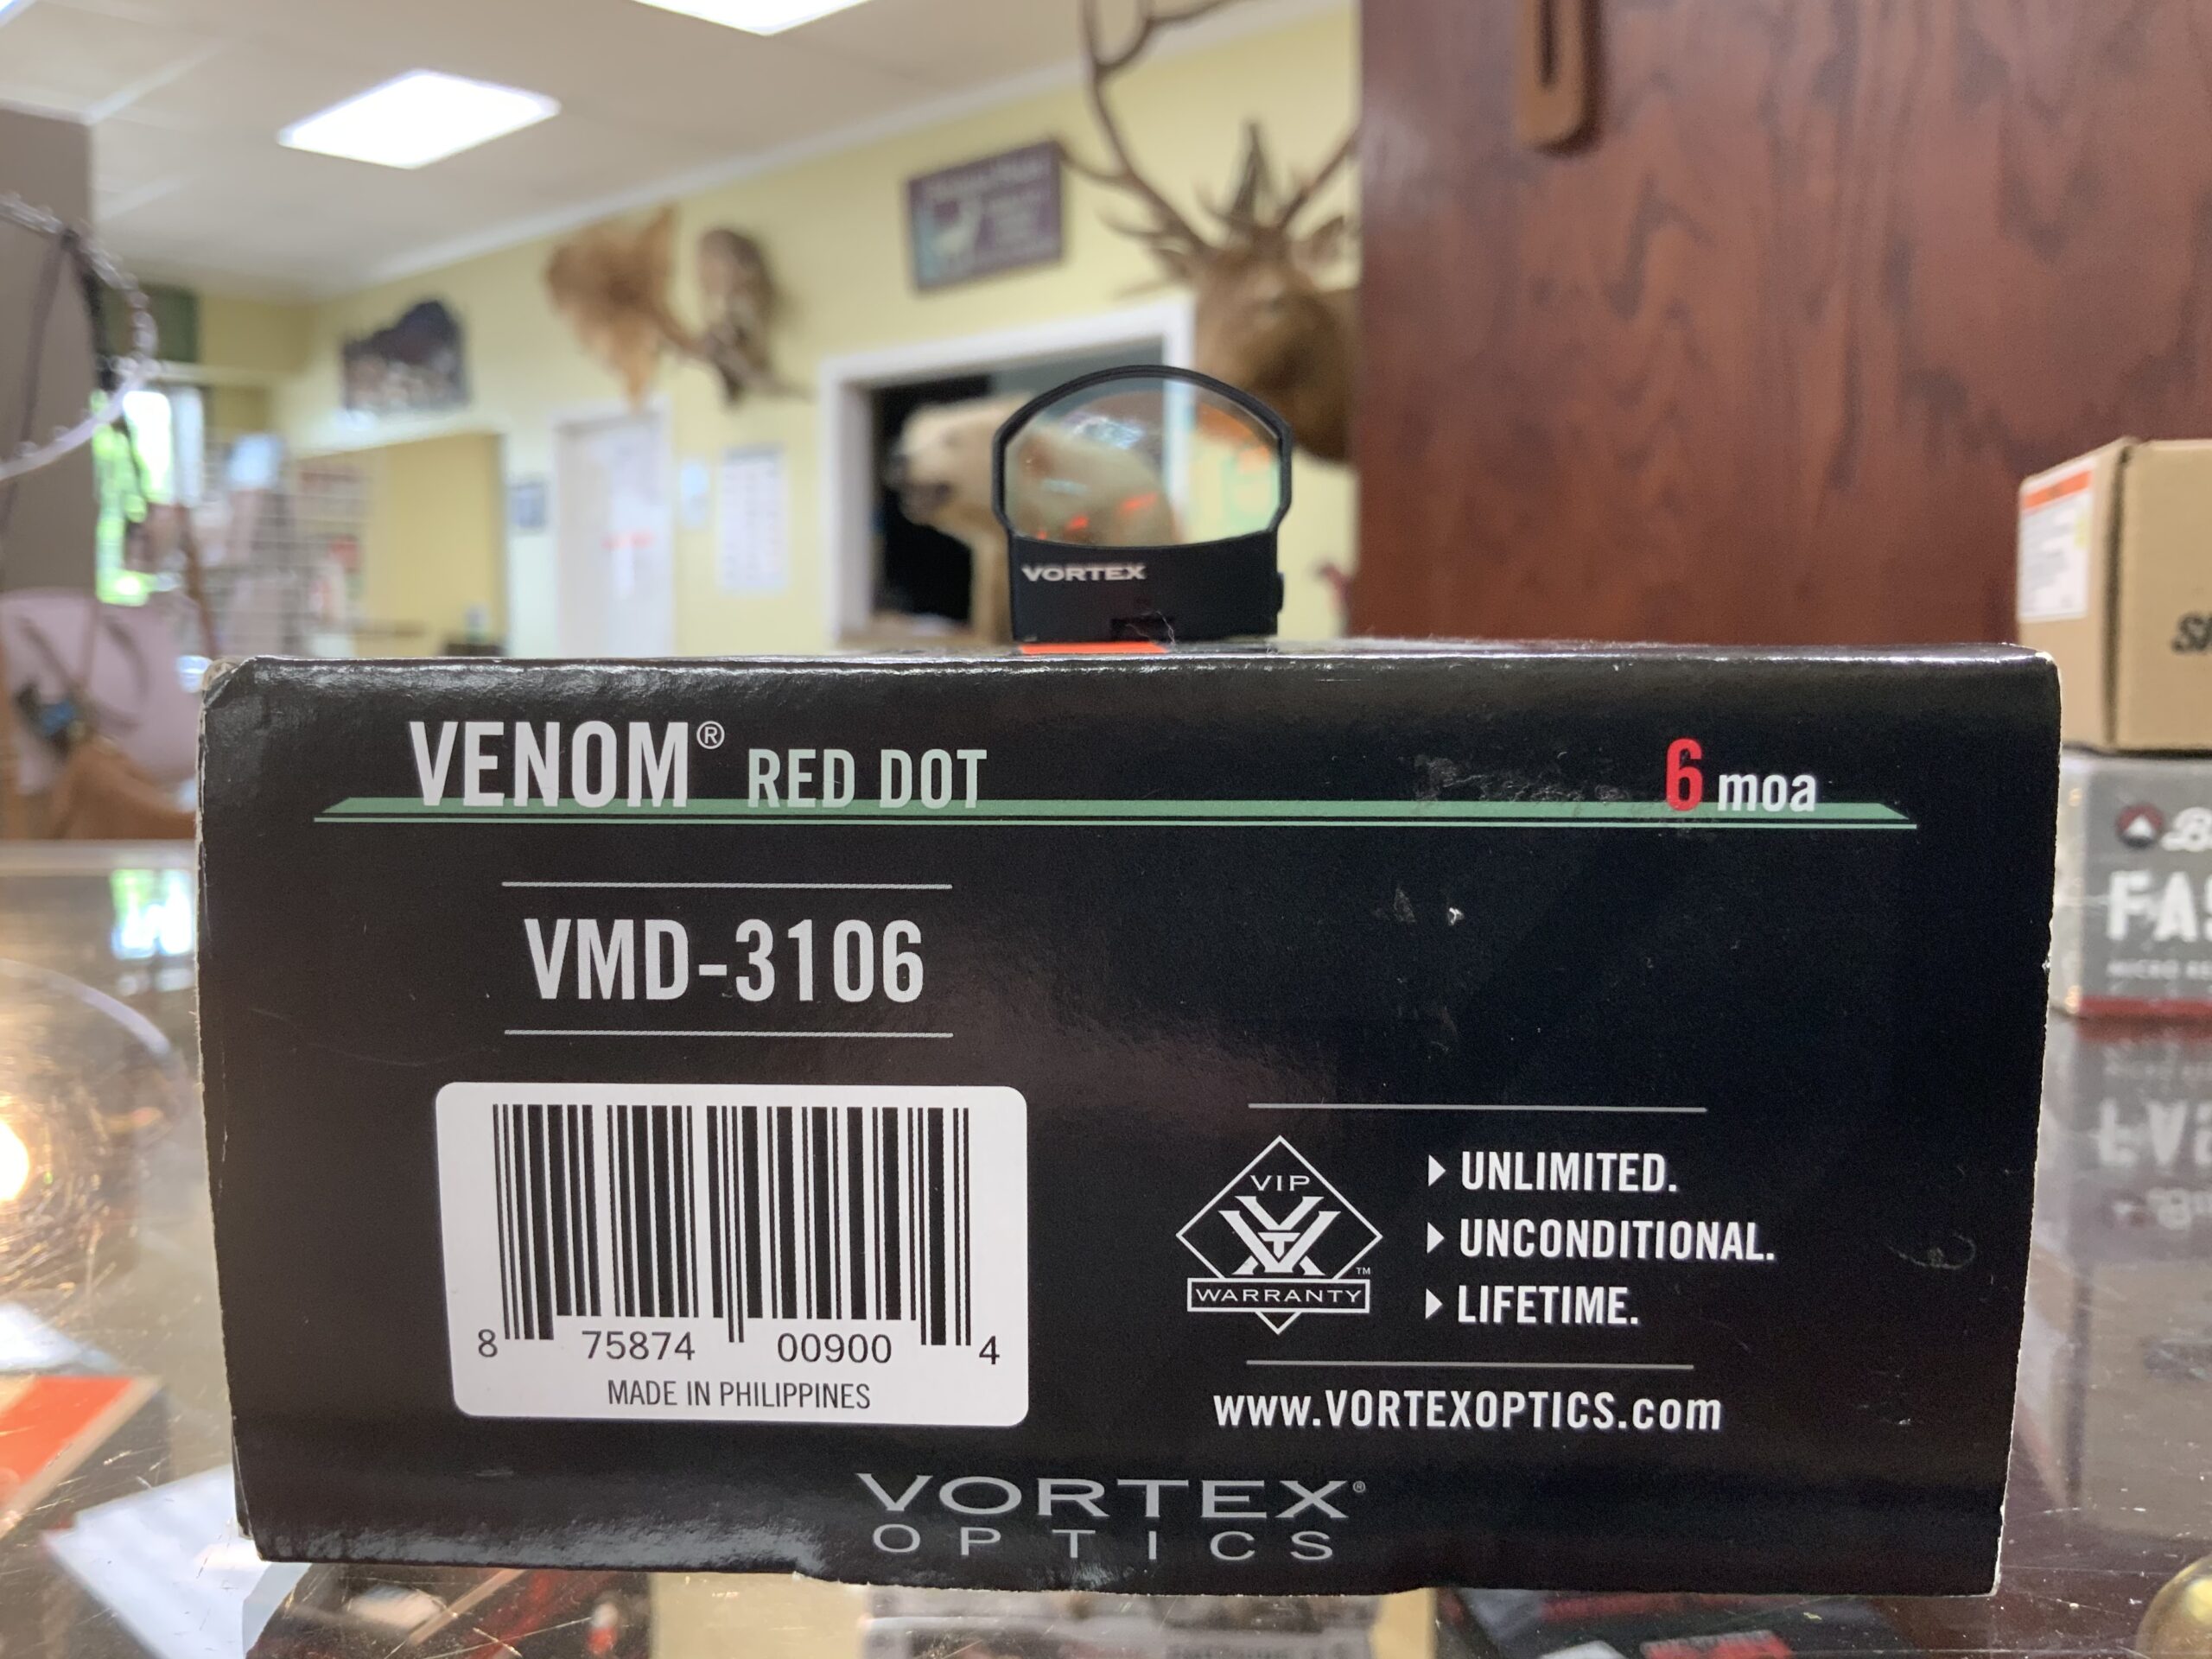 VORTEX
VENOM® RED DOT
6 moa
VMD-3106
8 75874 00900 4
MADE IN PHILIPPINES
VIP
WARRANTY
™
▶ UNLIMITED.
▶ UNCONDITIONAL.
▶ LIFETIME.
www.VORTEXOPTICS.com
VORTEX®
OPTICS